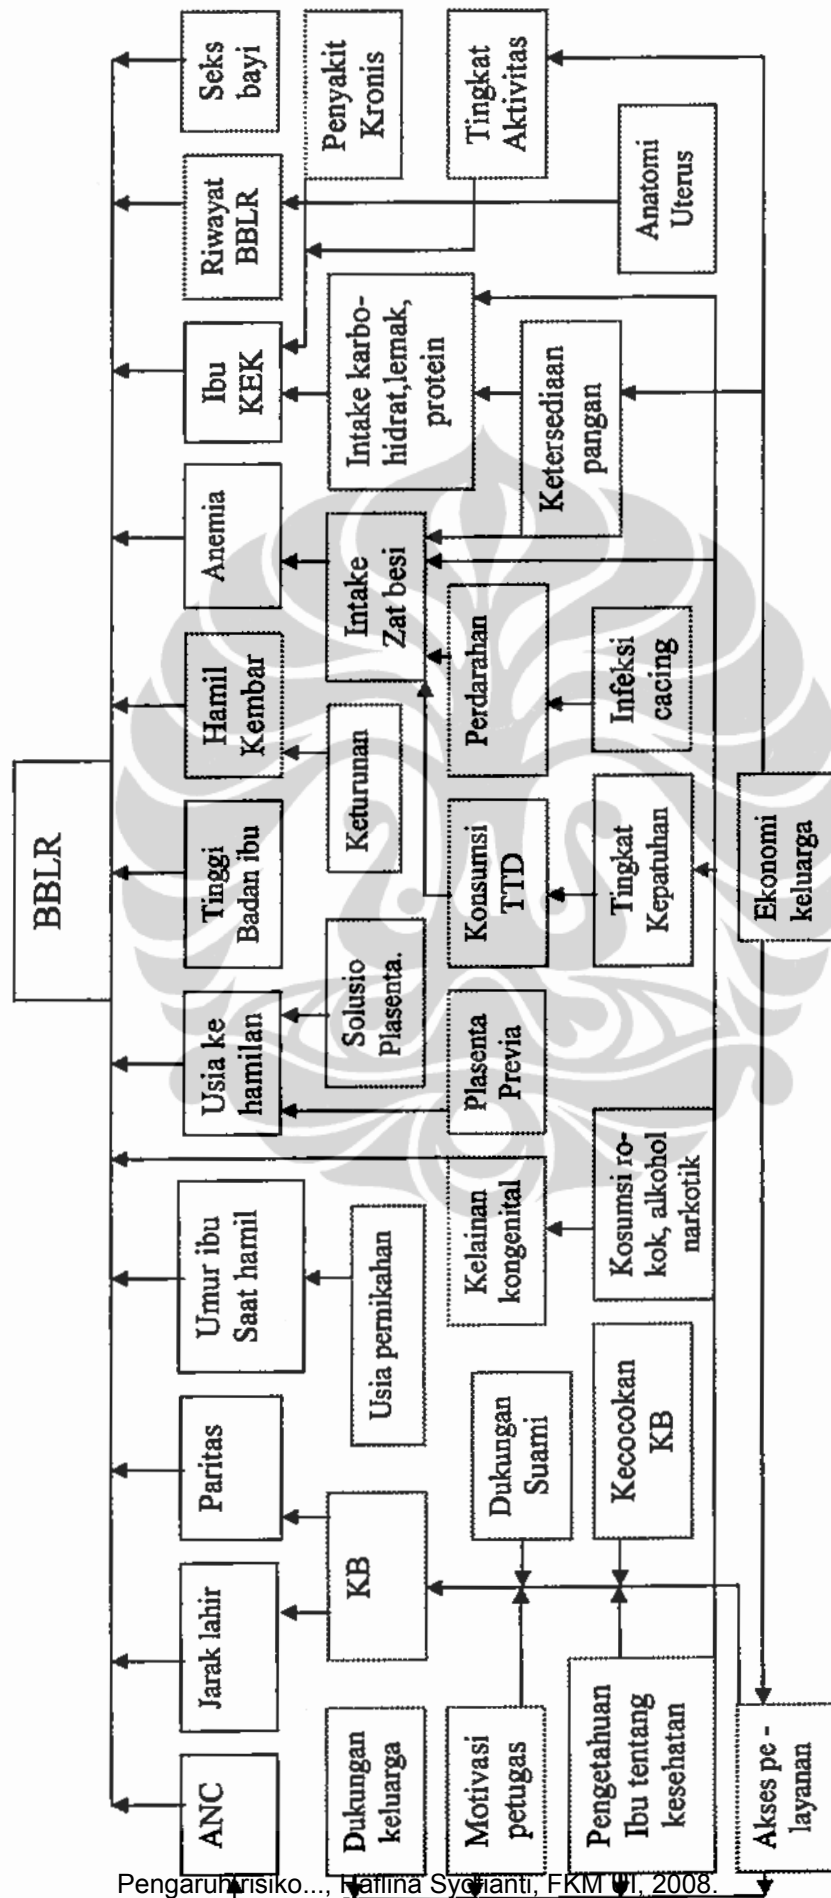 BBLR
ANC
Jarak lahir
Paritas
Umur ibu
Saat hamil
Usia ke
hamilan
Tinggi
Badan ibu
Hamil
Kembar
Anemia
Ibu
KEK
Riwayat
BBLR
Seks
bayi
Dukungan
keluarga
KB
Usia pernikahan
Solusio
Plasenta.
Keturunan
Intake
Zat besi
Intake karbo-
hidrat,lemak,
protein
Penyakit
Kronis
Motivasi
petugas
Dukungan
Suami
Kelainan
kongenital
Plasenta
Previa
Konsumsi
TTD
Perdarahan
Ketersediaan
pangan
Tingkat
Aktivitas
Pengetahuan
Ibu tentang
kesehatan
Kecocokan
KB
Kosumsi ro-
kok, alkohol
narkotik
Tingkat
Kepatuhan
Infeksi
cacing
Anatomi
Uterus
Akses pe -
layanan
Ekonomi
keluarga
Pengaruh risiko..., Raflina Sydrianti, FKM UI, 2008.